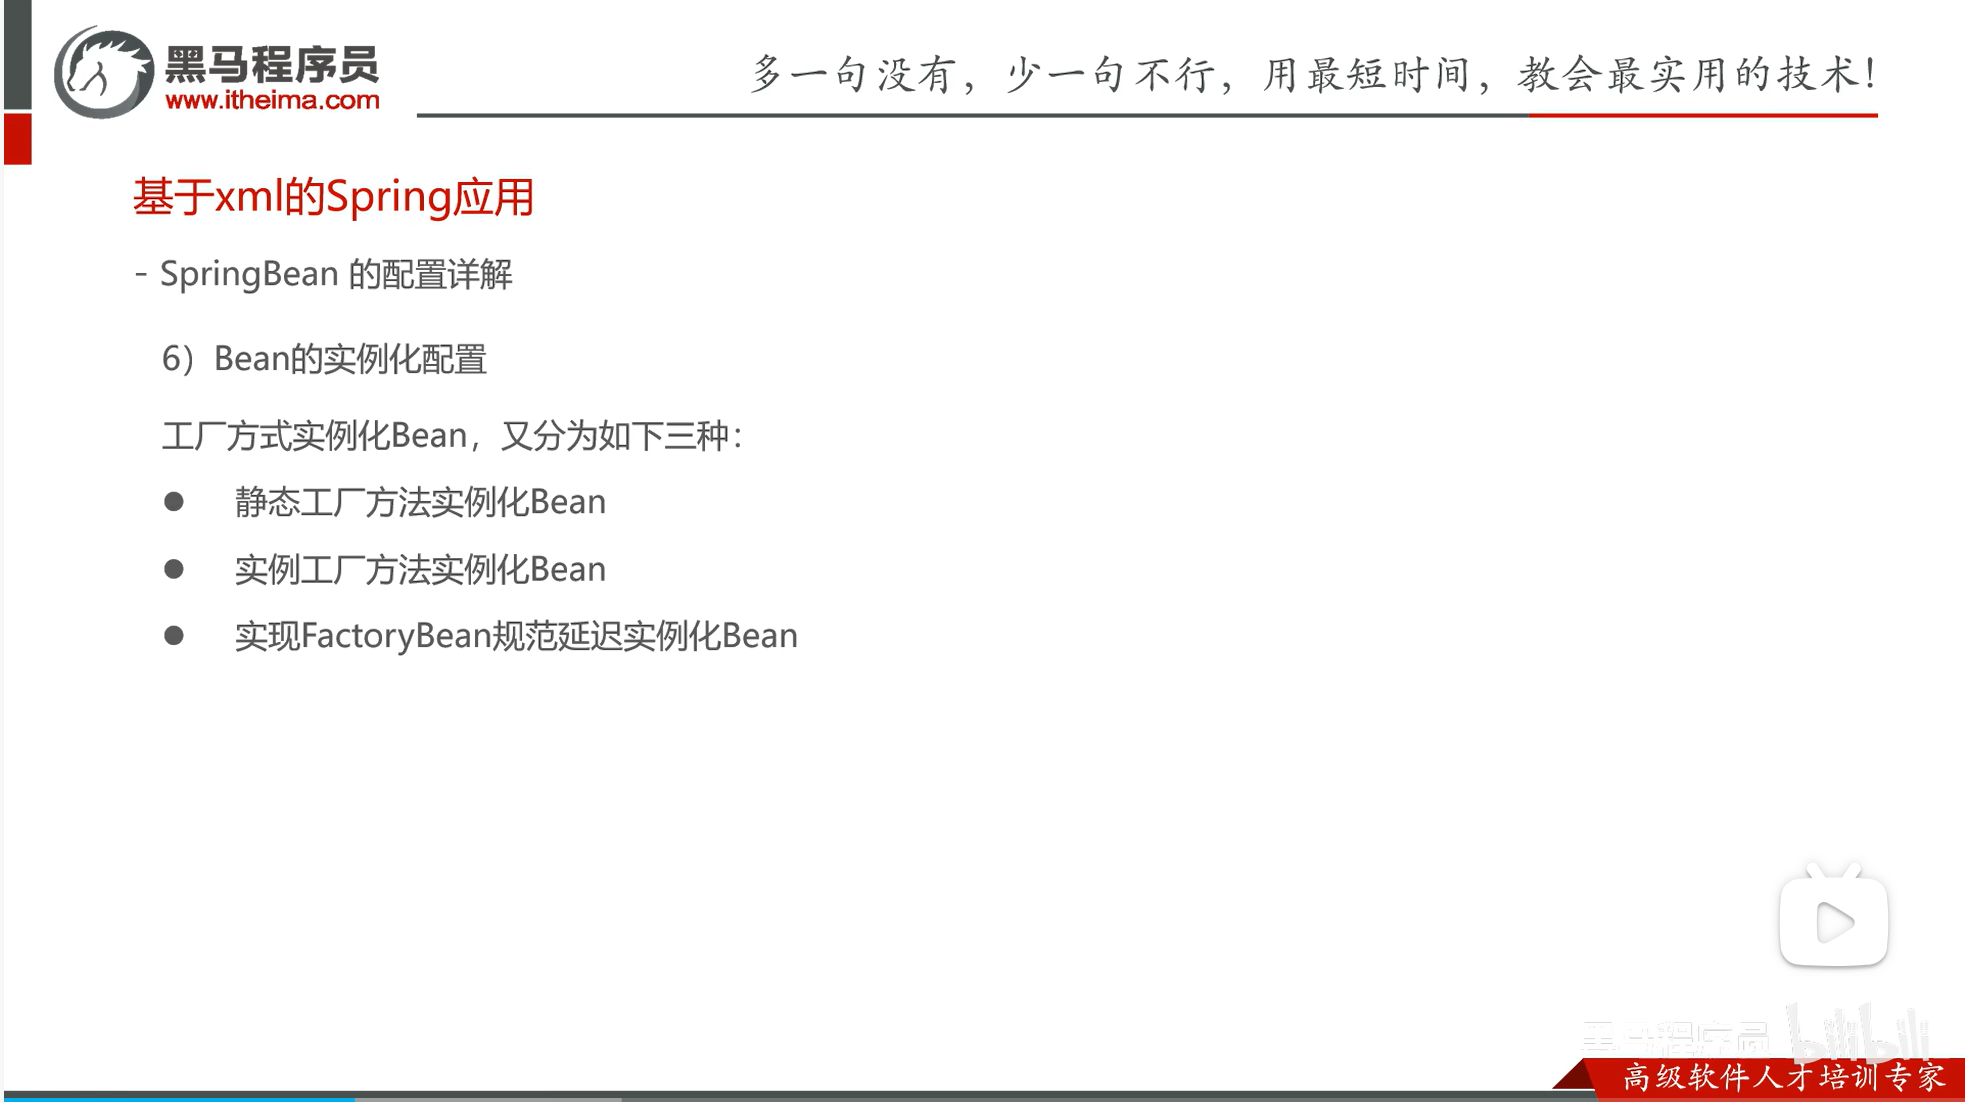 黑马程序员
www.itheima.com
多一句没有，少一句不行，用最短时间，教会最实用的技术！
基于xml的Spring应用
- SpringBean 的配置详解
6）Bean的实例化配置
工厂方式实例化Bean，又分为如下三种：
● 静态工厂方法实例化Bean
● 实例工厂方法实例化Bean
● 实现FactoryBean规范延迟实例化Bean
黑马程序员 bilibili
高级软件人才培训专家